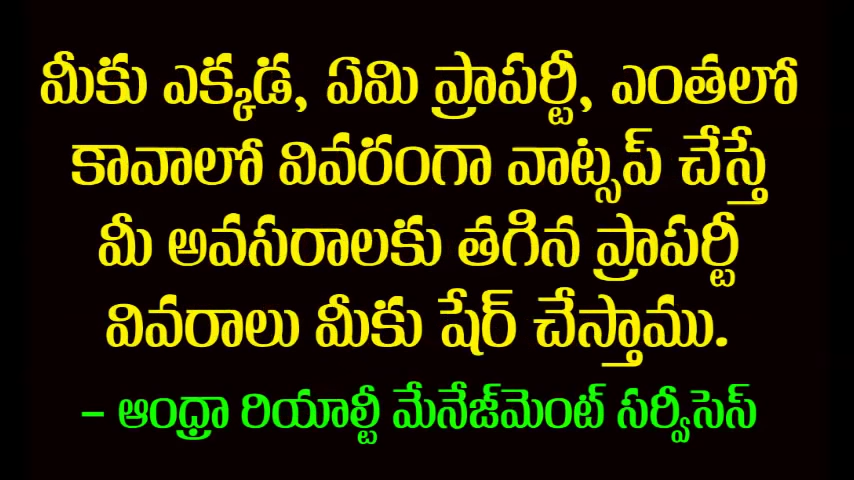 మీకు ఎక్కడ, ఏమి ప్రాపర్టీ, ఎంతలో
కావాలో వివరంగా వాట్సప్ చేస్తే
మీ అవసరాలకు తగిన ప్రాపర్టీ
వివరాలు మీకు షేర్ చేస్తాము.
– ఆంధ్రా రియాల్టీ మేనేజ్‌మెంట్ సర్వీసెస్